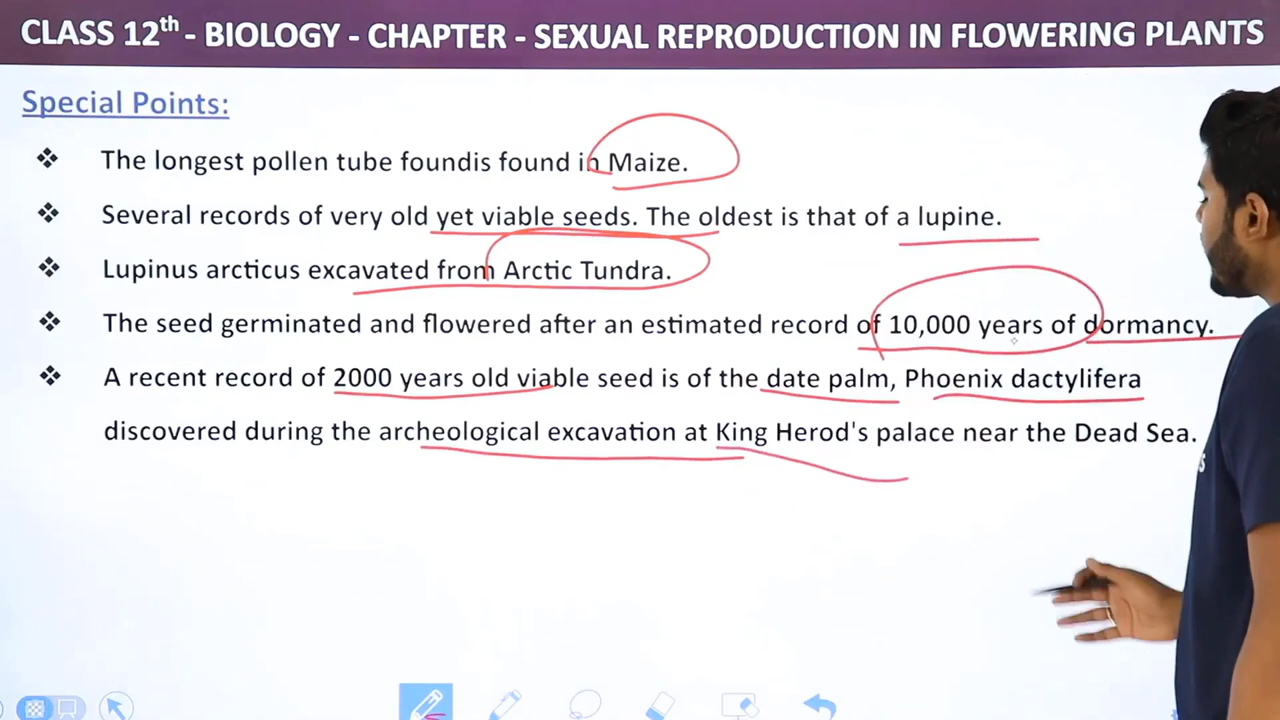 CLASS 12th - BIOLOGY - CHAPTER - SEXUAL REPRODUCTION IN FLOWERING PLANTS
Special Points:
❖ The longest pollen tube foundis found in Maize.
❖ Several records of very old yet viable seeds. The oldest is that of a lupine.
❖ Lupinus arcticus excavated from Arctic Tundra.
❖ The seed germinated and flowered after an estimated record of 10,000 years of dormancy.
❖ A recent record of 2000 years old viable seed is of the date palm, Phoenix dactylifera
discovered during the archeological excavation at King Herod's palace near the Dead Sea.